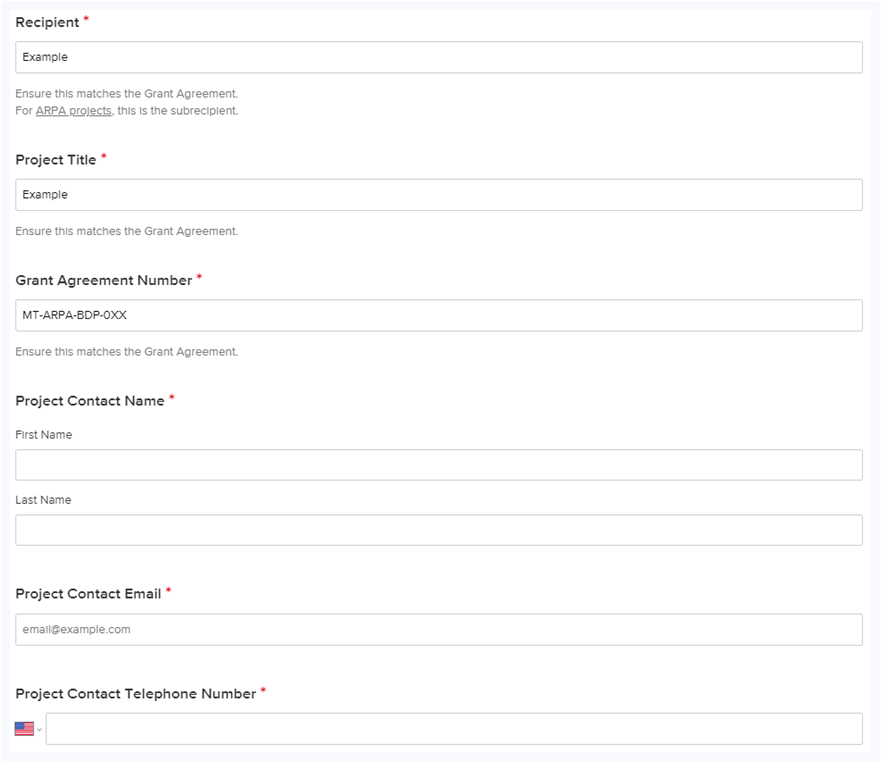 Recipient *
Example
Ensure this matches the Grant Agreement.
For ARPA projects, this is the subrecipient.
Project Title *
Example
Ensure this matches the Grant Agreement.
Grant Agreement Number *
MT-ARPA-BDP-0XX
Ensure this matches the Grant Agreement.
Project Contact Name *
First Name
Last Name
Project Contact Email *
email@example.com
Project Contact Telephone Number *